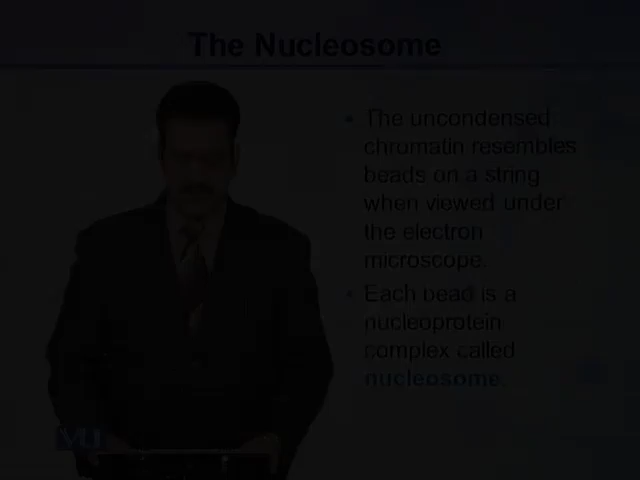 The Nucleosome
• The uncondensed
chromatin resembles
beads on a string
when viewed under
the electron
microscope.
• Each bead is a
nucleoprotein
complex called
nucleosome.
VU